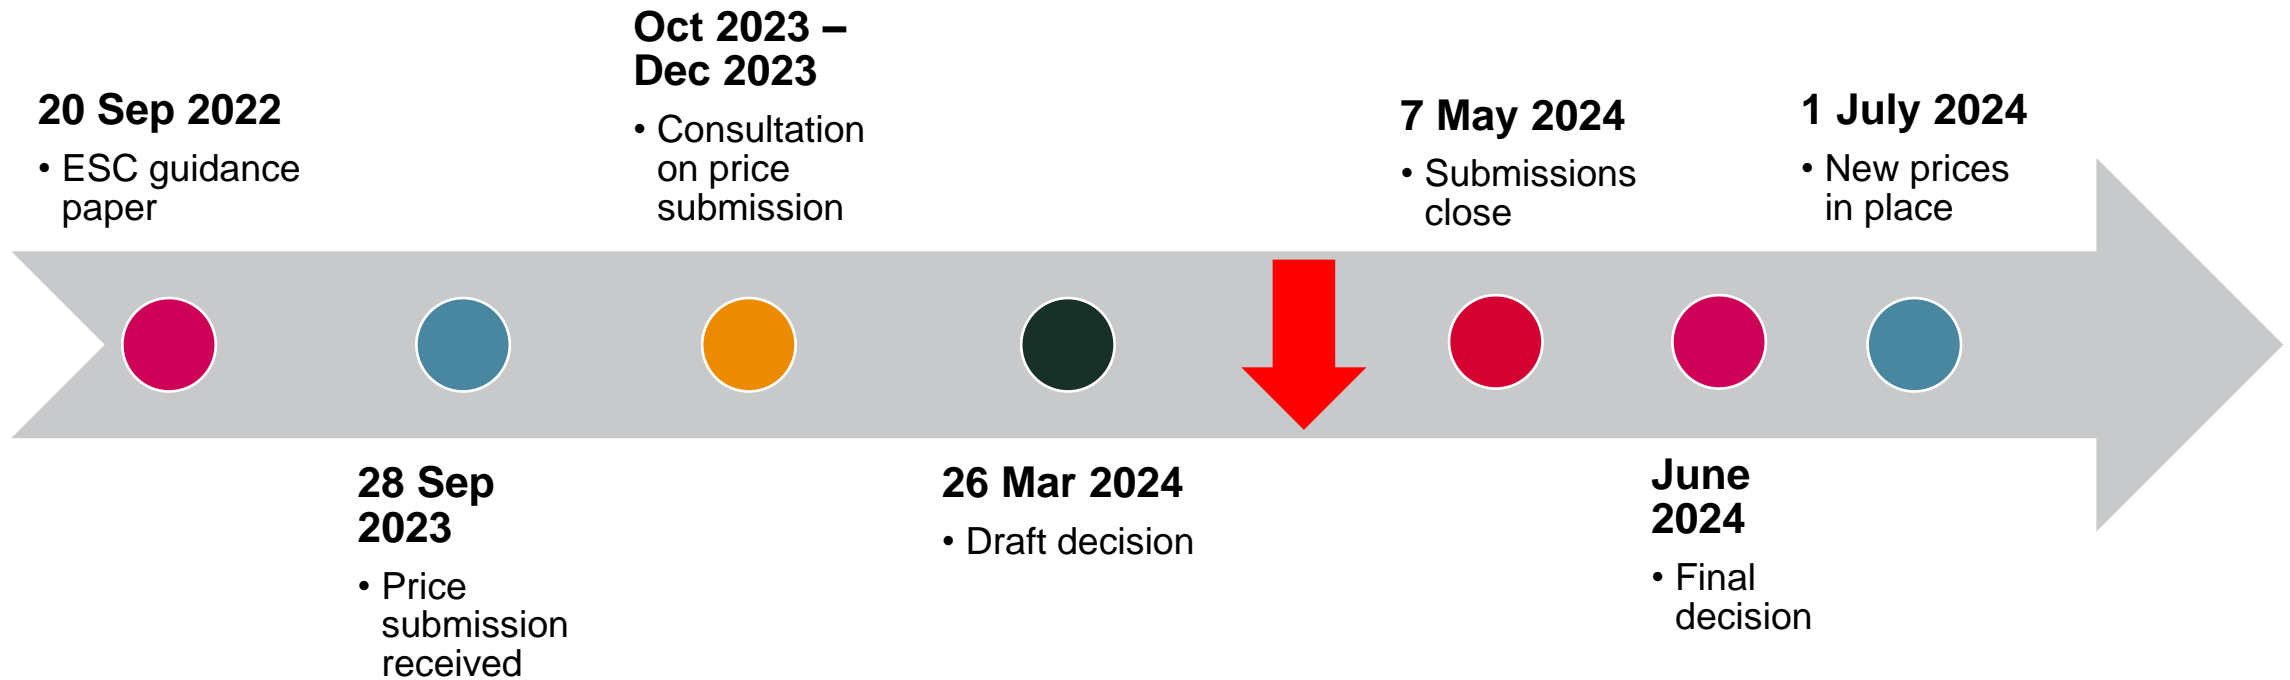 20 Sep 2022
• ESC guidance
paper
28 Sep
2023
• Price
submission
received
Oct 2023 –
Dec 2023
• Consultation
on price
submission
26 Mar 2024
• Draft decision
7 May 2024
• Submissions
close
June
2024
• Final
decision
1 July 2024
• New prices
in place